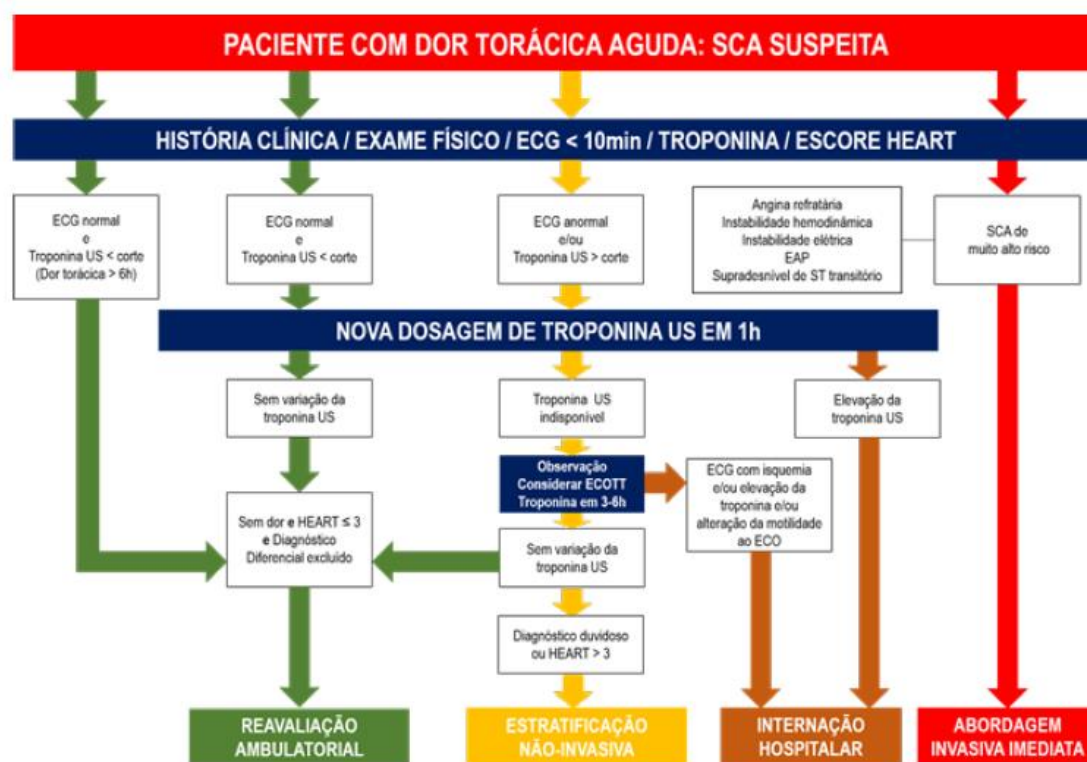 PACIENTE COM DOR TORÁCICA AGUDA: SCA SUSPEITA
HISTÓRIA CLÍNICA / EXAME FÍSICO / ECG < 10min / TROPONINA / ESCORE HEART
ECG normal
e
Troponina US < corte
(Dor torácica > 6h)
ECG normal
e
Troponina US < corte
ECG anormal
e/ou
Troponina US > corte
Angina refratária
Instabilidade hemodinâmica
Instabilidade elétrica
EAP
Supradesnível de ST transitório
SCA de
muito alto risco
NOVA DOSAGEM DE TROPONINA US EM 1h
Sem variação da
troponina US
Troponina US
indisponível
Elevação da
troponina US
Observação
Considerar ECOTT
Troponina em 3-6h
ECG com isquemia
e/ou elevação da
troponina e/ou
alteração da motilidade
ao ECO
Sem dor e HEART ≤ 3
e Diagnóstico
Diferencial excluído
Sem variação da
troponina US
Diagnóstico duvidoso
ou HEART > 3
REAVALIAÇÃO
AMBULATORIAL
ESTRATIFICAÇÃO
NÃO-INVASIVA
INTERNAÇÃO
HOSPITALAR
ABORDAGEM
INVASIVA IMEDIATA